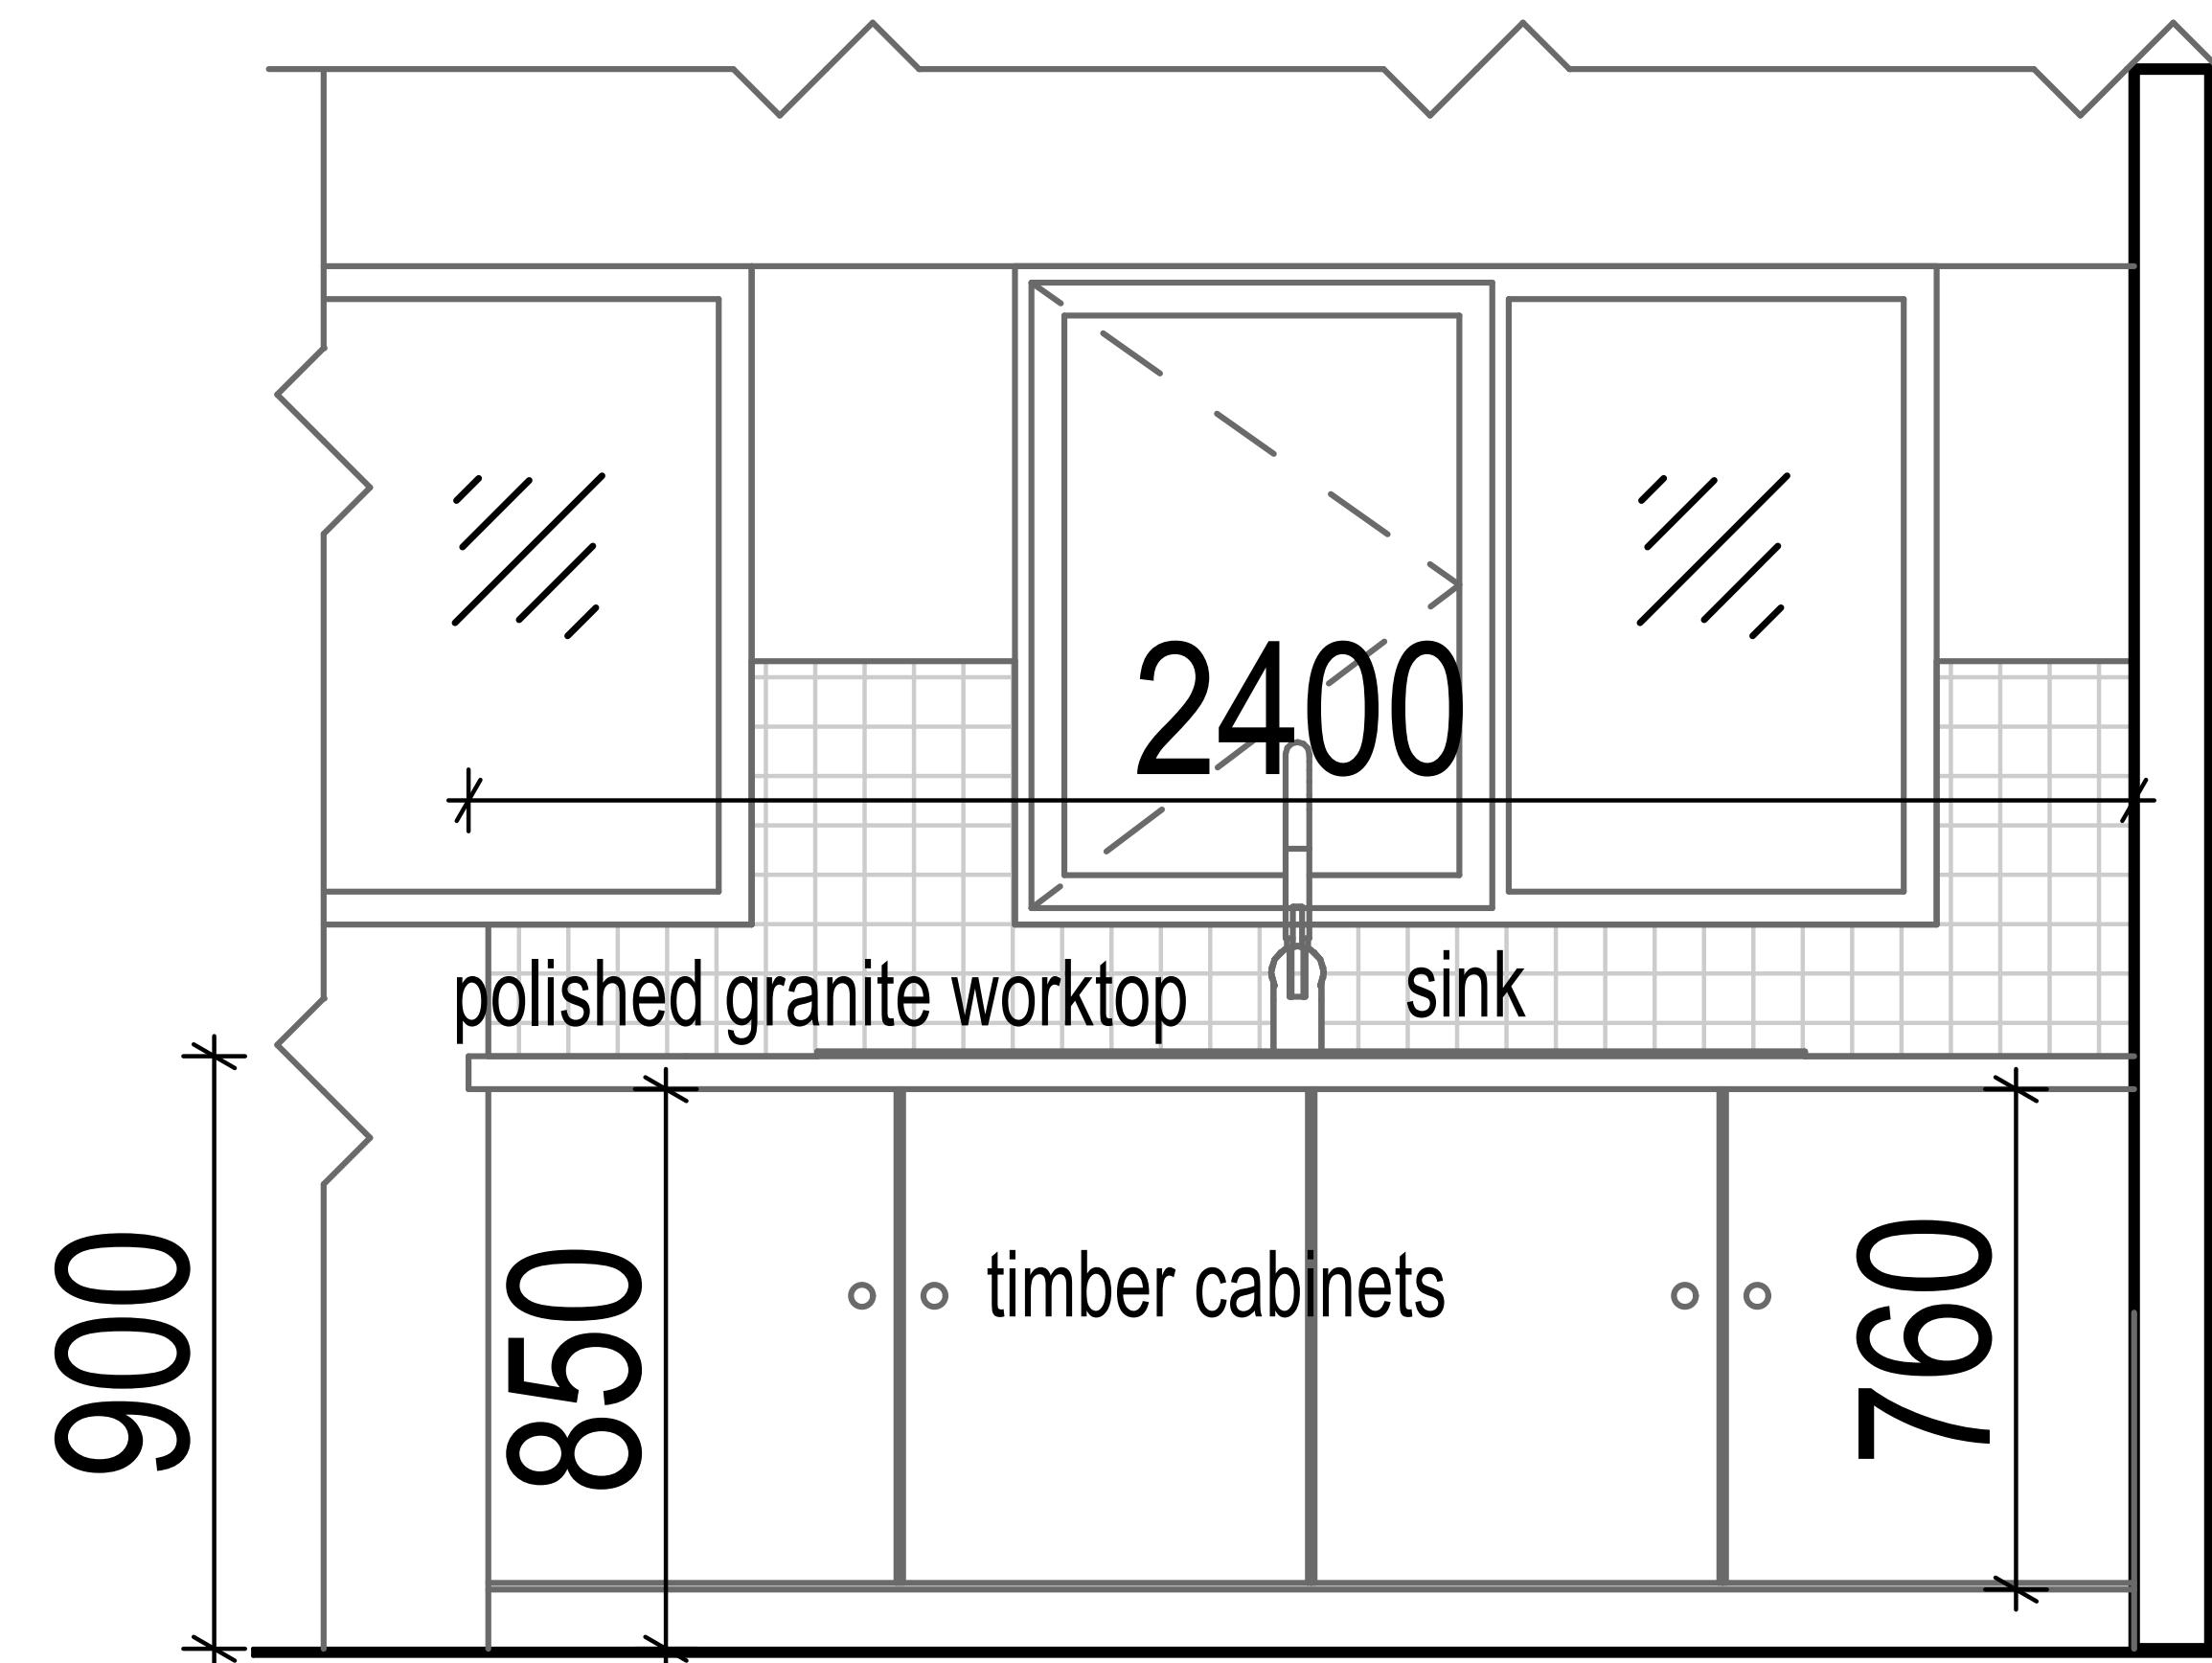 2400
polished granite worktop
sink
timber cabinets
900
850
760